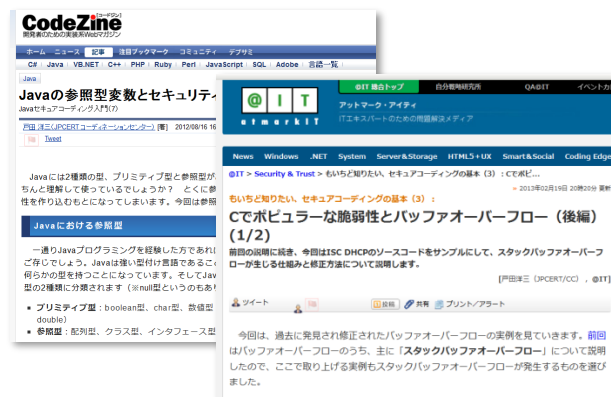 CodeZine
[コードジン]
開発者のための実装系Webマガジン
ホーム ニュース 記事 注目ブックマーク コミュニティ デブサミ
C# Java VB.NET C++ PHP Ruby Perl JavaScript SQL Adobe 言語一覧
Java
Javaの参照型変数とセキュリティ
Javaセキュアコーディング入門(7)
戸田 洋三(JPCERTコーディネーションセンター) [著] 2012/08/16 14
Tweet
Javaには2種類の型、プリミティブ型と参照型が
ちんと理解して使っているでしょうか? とくに参
性を作り込むもとになってしまいます。今回は参照
Javaにおける参照型
一通りJavaプログラミングを経験した方であれ
ご存じでしょう。Javaは強い型付け言語であるこ
何らかの型を持つことになっています。そしてJav
型の2種類に分類されます(※null型というのもあり
プリミティブ型:boolean型、char型、数値型
double)
参照型:配列型、クラス型、インタフェース型
@IT
atmarkIT
@IT 総合トップ 自分戦略研究所 QA@IT イベントカ
アットマーク・アイティ
ITエキスパートのための問題解決メディア
News Windows .NET System Server&Storage HTML5+UX Smart&Social Coding Edge
@IT > Security & Trust > もいちど知りたい、セキュアコーディングの基本(3):Cでポピ...
» 2013年02月19日 20時20分 更新
もいちど知りたい、セキュアコーディングの基本(3):
Cでポピュラーな脆弱性とバッファオーバーフロー(後編)
(1/2)
前回の説明に続き、今回はISC DHCPのソースコードをサンプルにして、スタックバッファオーバーフ
ローが生じる仕組みと修正方法について説明します。
[戸田洋三(JPCERT/CC),@IT]
ツイート 投稿 共有 プリント/アラート
今回は、過去に発見され修正されたバッファオーバーフローの実例を見ていきます。前回
はバッファオーバーフローのうち、主に「スタックバッファオーバーフロー」について説明
したので、ここで取り上げる実例もスタックバッファオーバーフローが発生するものを選び
ました。